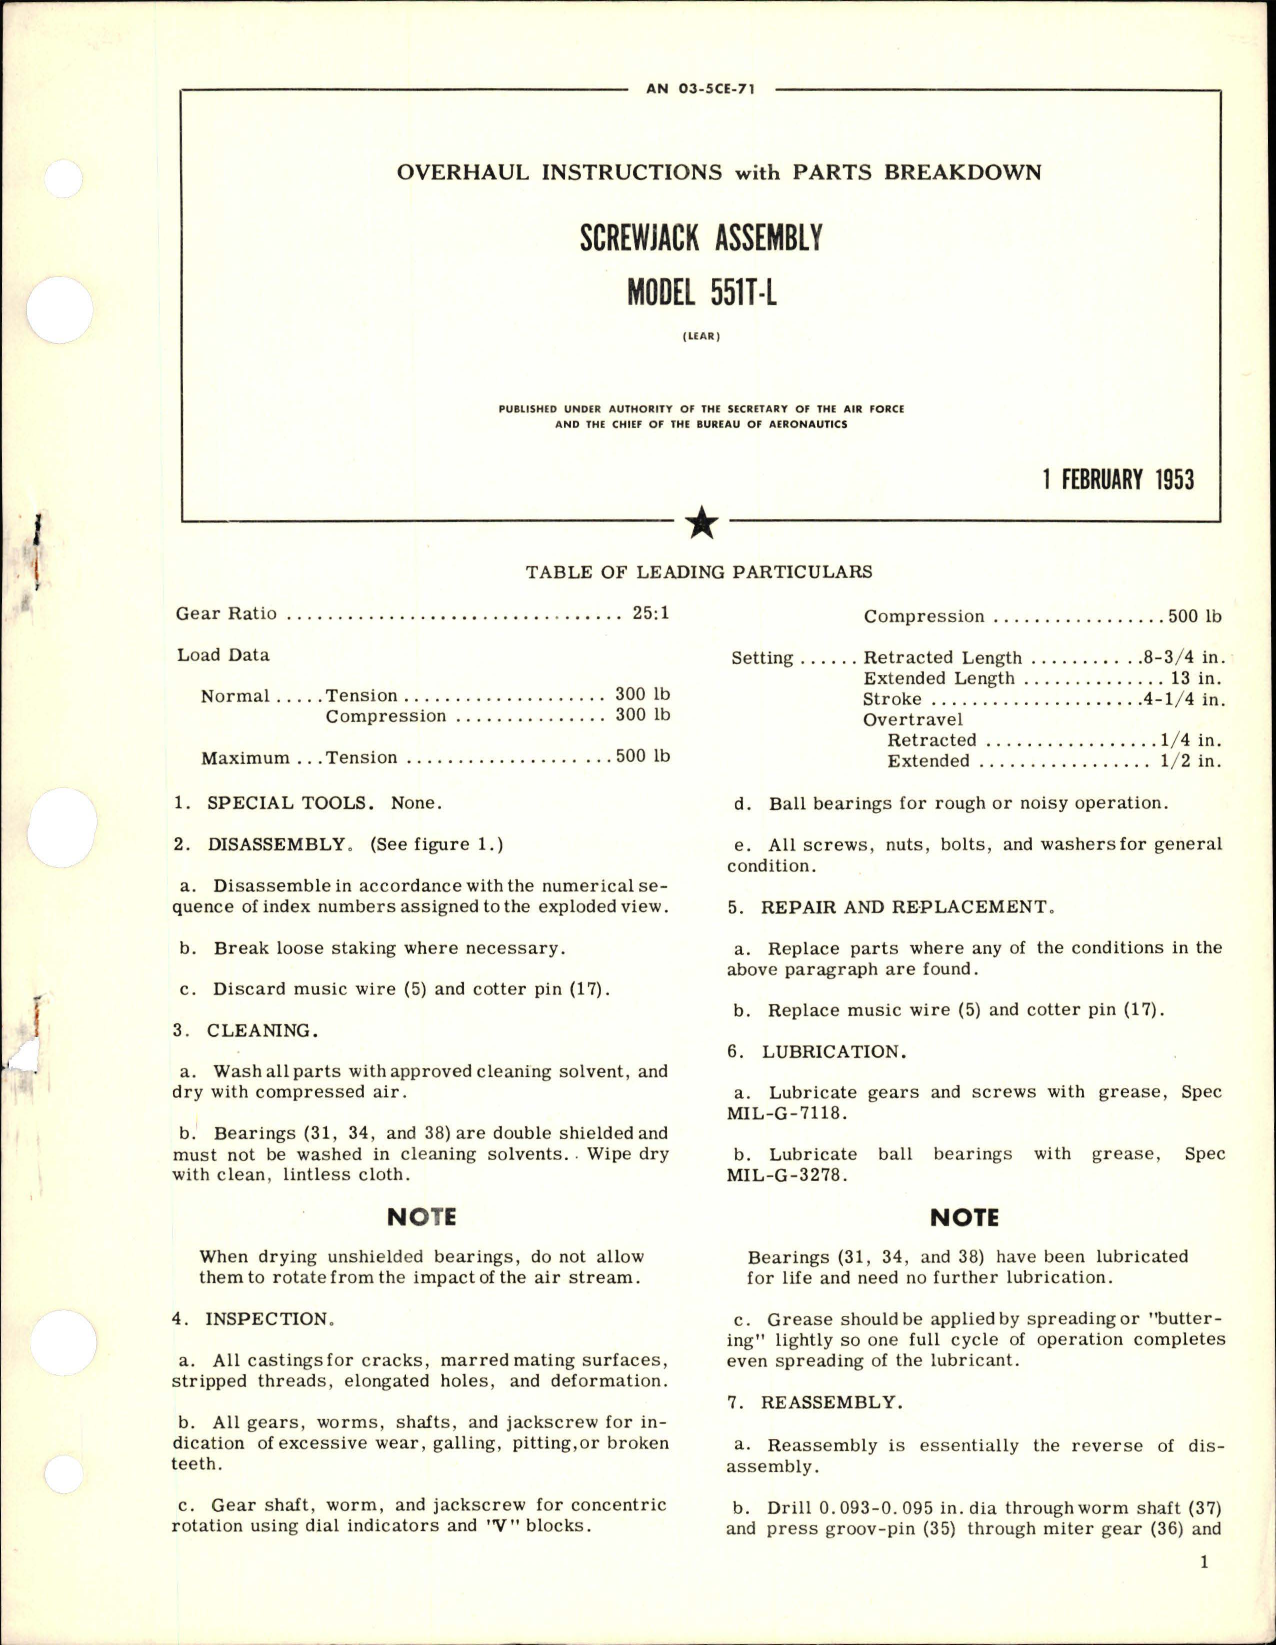 AN 03-5CE-71
OVERHAUL INSTRUCTIONS with PARTS BREAKDOWN
SCREWJACK ASSEMBLY
MODEL 551T-L
(LEAR)
PUBLISHED UNDER AUTHORITY OF THE SECRETARY OF THE AIR FORCE
AND THE CHIEF OF THE BUREAU OF AERONAUTICS
1 FEBRUARY 1953
TABLE OF LEADING PARTICULARS
Gear Ratio ................................. 25:1
Load Data
Normal .....Tension .................... 300 lb
Compression ............... 300 lb
Maximum ...Tension ....................500 lb
Compression .................500 lb
Setting ...... Retracted Length ...........8-3/4 in.
Extended Length .............. 13 in.
Stroke .....................4-1/4 in.
Overtravel
Retracted .................1/4 in.
Extended ................. 1/2 in.
1. SPECIAL TOOLS. None.
2. DISASSEMBLY. (See figure 1.)
a. Disassemble in accordance with the numerical se-
quence of index numbers assigned to the exploded view.
b. Break loose staking where necessary.
c. Discard music wire (5) and cotter pin (17).
3. CLEANING.
a. Wash all parts with approved cleaning solvent, and
dry with compressed air.
b. Bearings (31, 34, and 38) are double shielded and
must not be washed in cleaning solvents. Wipe dry
with clean, lintless cloth.
NOTE
When drying unshielded bearings, do not allow
them to rotate from the impact of the air stream.
4. INSPECTION.
a. All castings for cracks, marred mating surfaces,
stripped threads, elongated holes, and deformation.
b. All gears, worms, shafts, and jackscrew for in-
dication of excessive wear, galling, pitting, or broken
teeth.
c. Gear shaft, worm, and jackscrew for concentric
rotation using dial indicators and "V" blocks.
d. Ball bearings for rough or noisy operation.
e. All screws, nuts, bolts, and washers for general
condition.
5. REPAIR AND REPLACEMENT.
a. Replace parts where any of the conditions in the
above paragraph are found.
b. Replace music wire (5) and cotter pin (17).
6. LUBRICATION.
a. Lubricate gears and screws with grease, Spec
MIL-G-7118.
b. Lubricate ball bearings with grease, Spec
MIL-G-3278.
NOTE
Bearings (31, 34, and 38) have been lubricated
for life and need no further lubrication.
c. Grease should be applied by spreading or "butter-
ing" lightly so one full cycle of operation completes
even spreading of the lubricant.
7. REASSEMBLY.
a. Reassembly is essentially the reverse of dis-
assembly.
b. Drill 0.093-0.095 in. dia through worm shaft (37)
and press groov-pin (35) through miter gear (36) and
1